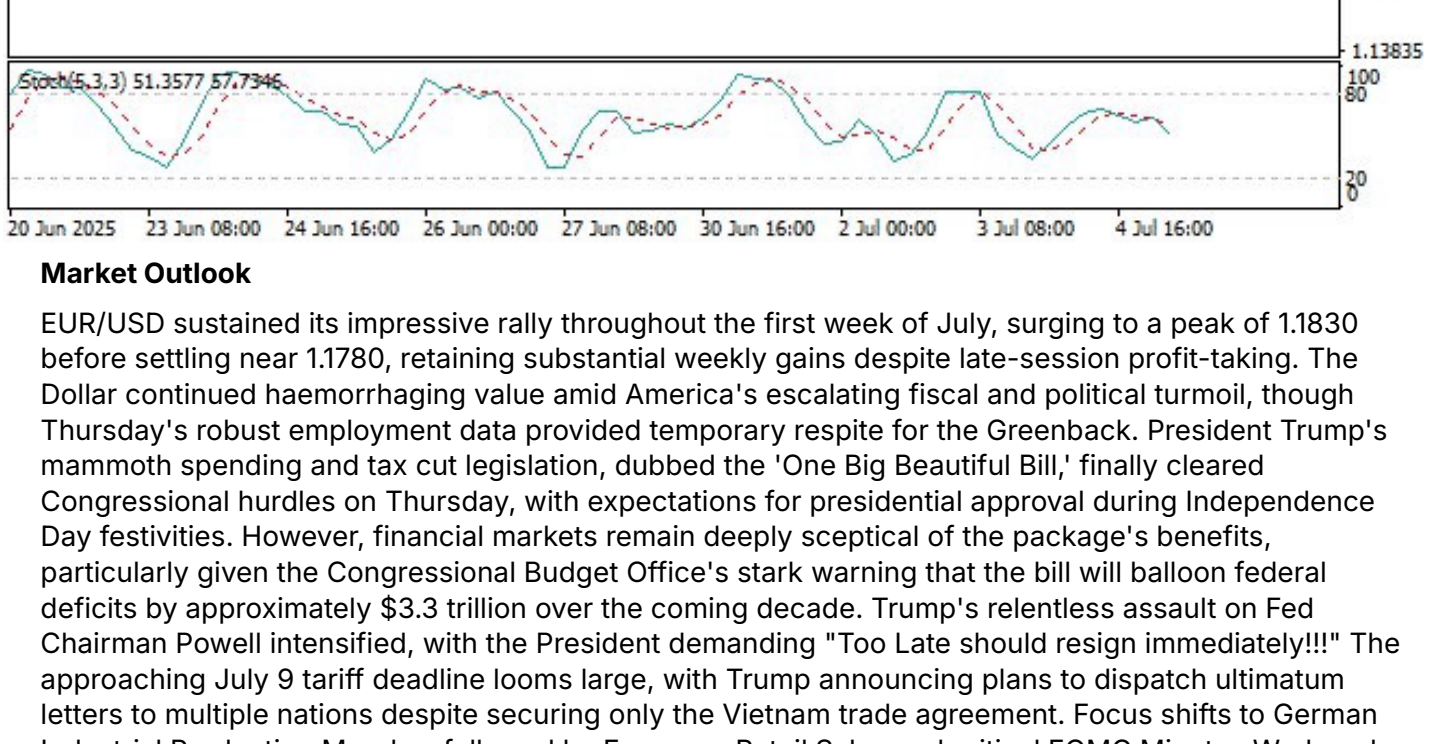 1.13835
Stoch(5,3,3) 51.3577 57.7346
100
80
20
0
20 Jun 2025 23 Jun 08:00 24 Jun 16:00 26 Jun 00:00 27 Jun 08:00 30 Jun 16:00 2 Jul 00:00 3 Jul 08:00 4 Jul 16:00
Market Outlook
EUR/USD sustained its impressive rally throughout the first week of July, surging to a peak of 1.1830
before settling near 1.1780, retaining substantial weekly gains despite late-session profit-taking. The
Dollar continued haemorrhaging value amid America's escalating fiscal and political turmoil, though
Thursday's robust employment data provided temporary respite for the Greenback. President Trump's
mammoth spending and tax cut legislation, dubbed the 'One Big Beautiful Bill,' finally cleared
Congressional hurdles on Thursday, with expectations for presidential approval during Independence
Day festivities. However, financial markets remain deeply sceptical of the package's benefits,
particularly given the Congressional Budget Office's stark warning that the bill will balloon federal
deficits by approximately $3.3 trillion over the coming decade. Trump's relentless assault on Fed
Chairman Powell intensified, with the President demanding "Too Late should resign immediately!!!" The
approaching July 9 tariff deadline looms large, with Trump announcing plans to dispatch ultimatum
letters to multiple nations despite securing only the Vietnam trade agreement. Focus shifts to German